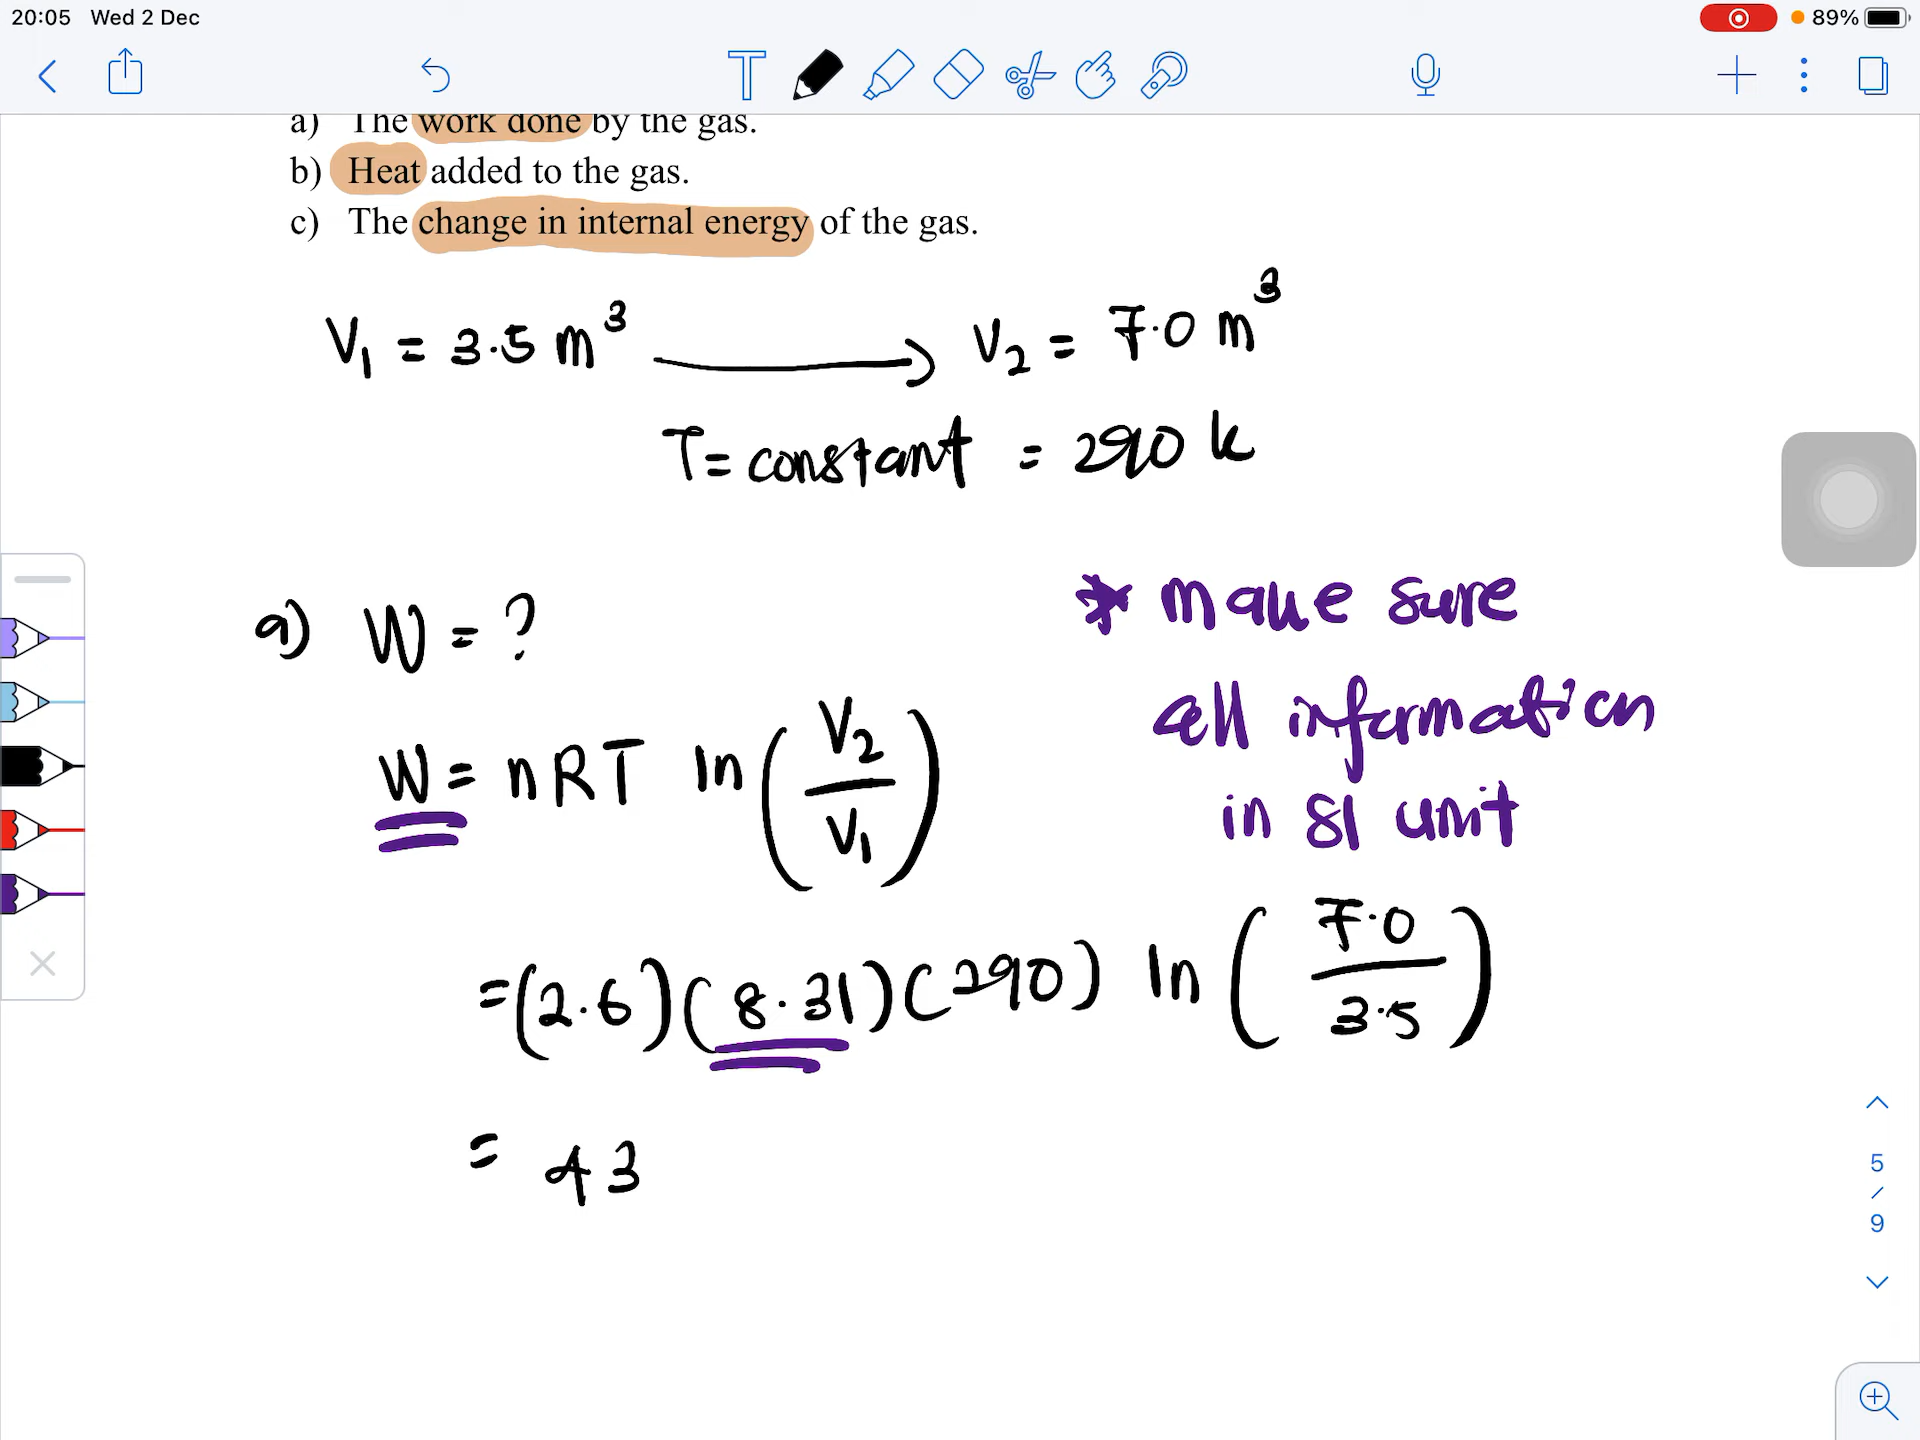 20:05 Wed 2 Dec 89%
a) The work done by the gas.
b) Heat added to the gas.
c) The change in internal energy of the gas.
V₁ = 3.5 m³ ⟶ V₂ = 7.0 m³
T = constant = 290 k
a) W = ?
* make sure
all information
in SI unit
W = nRT ln (V₂/V₁)
= (2.6)(8.31)(290) ln (7.0/3.5)
= 43
5
/
9